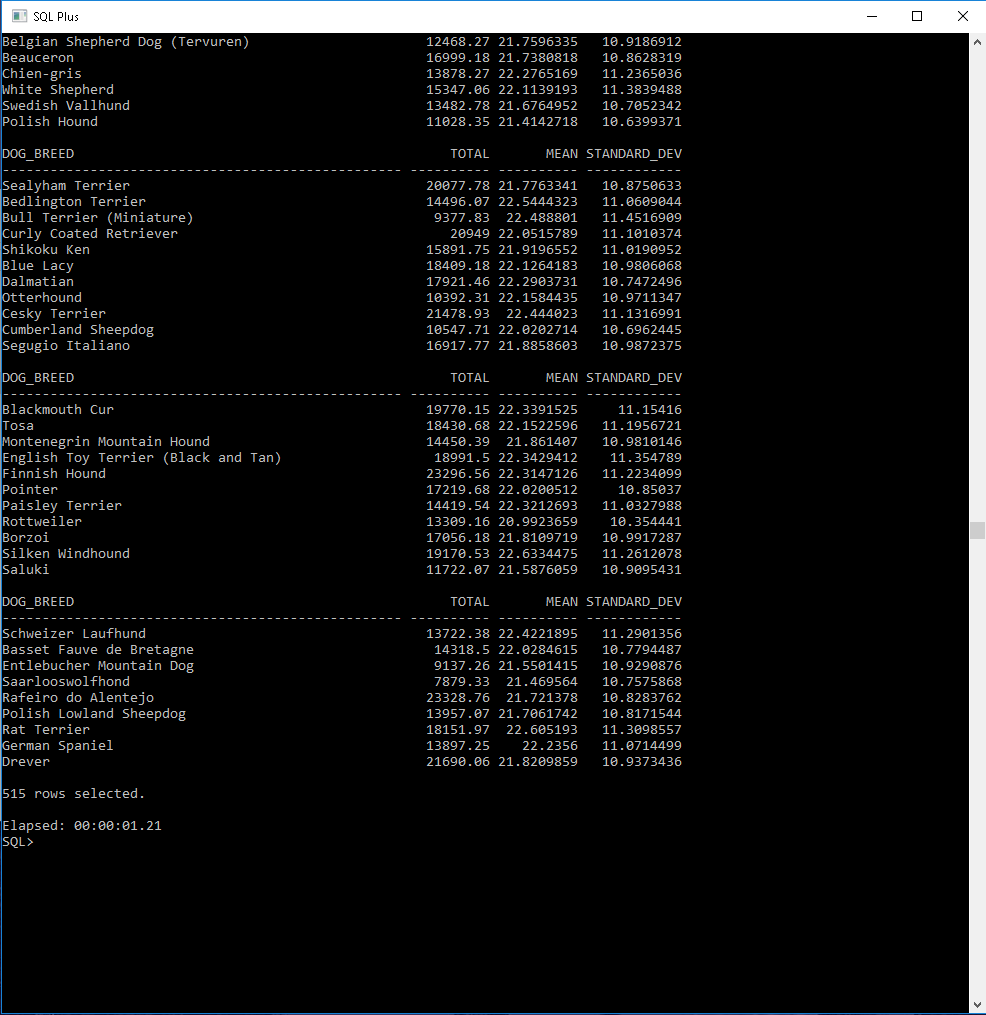 SQL Plus
Belgian Shepherd Dog (Tervuren) 12468.27 21.7596335 10.9186912
Beauceron 16999.18 21.7380818 10.8628319
Chien-gris 13878.27 22.2765169 11.2365036
White Shepherd 15347.06 22.1139193 11.3839488
Swedish Vallhund 13482.78 21.6764952 10.7052342
Polish Hound 11028.35 21.4142718 10.6399371
DOG_BREED TOTAL MEAN STANDARD_DEV
-------------------------------------------------- ---------- ---------- ------------
Sealyham Terrier 20077.78 21.7763341 10.8750633
Bedlington Terrier 14496.07 22.5444323 11.0609044
Bull Terrier (Miniature) 9377.83 22.488801 11.4516909
Curly Coated Retriever 20949 22.0515789 11.1010374
Shikoku Ken 15891.75 21.9196552 11.0190952
Blue Lacy 18409.18 22.1264183 10.9806068
Dalmatian 17921.46 22.2903731 10.7472496
Otterhound 10392.31 22.1584435 10.9711347
Cesky Terrier 21478.93 22.444023 11.1316991
Cumberland Sheepdog 10547.71 22.0202714 10.6962445
Segugio Italiano 16917.77 21.8858603 10.9872375
DOG_BREED TOTAL MEAN STANDARD_DEV
-------------------------------------------------- ---------- ---------- ------------
Blackmouth Cur 19770.15 22.3391525 11.15416
Tosa 18430.68 22.1522596 11.1956721
Montenegrin Mountain Hound 14450.39 21.861407 10.9810146
English Toy Terrier (Black and Tan) 18991.5 22.3429412 11.354789
Finnish Hound 23296.56 22.3147126 11.2234099
Pointer 17219.68 22.0200512 10.85037
Paisley Terrier 14419.54 22.3212693 11.0327988
Rottweiler 13309.16 20.9923659 10.354441
Borzoi 17056.18 21.8109719 10.9917287
Silken Windhound 19170.53 22.6334475 11.2612078
Saluki 11722.07 21.5876059 10.9095431
DOG_BREED TOTAL MEAN STANDARD_DEV
-------------------------------------------------- ---------- ---------- ------------
Schweizer Laufhund 13722.38 22.4221895 11.2901356
Basset Fauve de Bretagne 14318.5 22.0284615 10.7794487
Entlebucher Mountain Dog 9137.26 21.5501415 10.9290876
Saarlooswolfhond 7879.33 21.469564 10.7575868
Rafeiro do Alentejo 23328.76 21.721378 10.8283762
Polish Lowland Sheepdog 13957.07 21.7061742 10.8171544
Rat Terrier 18151.97 22.605193 11.3098557
German Spaniel 13897.25 22.2356 11.0714499
Drever 21690.06 21.8209859 10.9373436
515 rows selected.
Elapsed: 00:00:01.21
SQL>